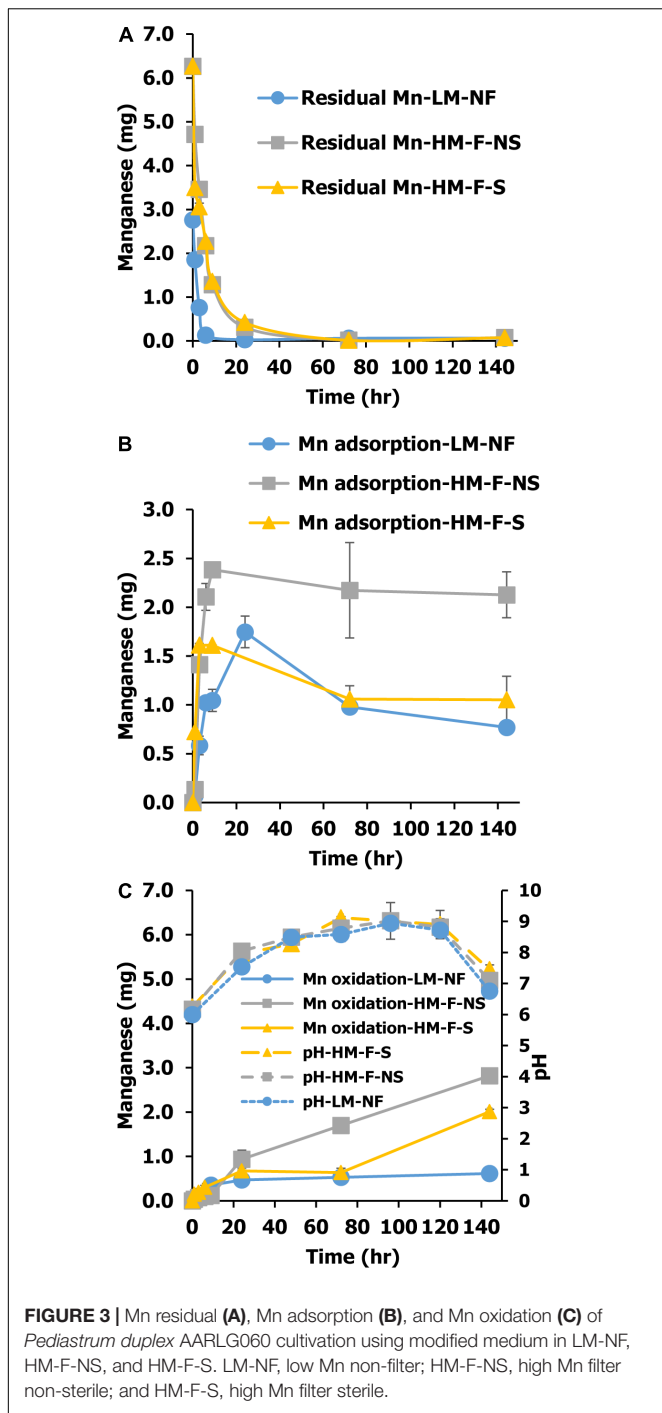 A
7.0
6.0
5.0
4.0
3.0
2.0
1.0
0.0
Manganese (mg)
Residual Mn-LM-NF
Residual Mn-HM-F-NS
Residual Mn-HM-F-S
0 20 40 60 80 100 120 140
Time (hr)
B
Mn adsorption-LM-NF
Mn adsorption-HM-F-NS
Mn adsorption-HM-F-S
3.0
2.5
2.0
1.5
1.0
0.5
0.0
Manganese (mg)
0 20 40 60 80 100 120 140
Time (hr)
C
7.0
6.0
5.0
4.0
3.0
2.0
1.0
0.0
Manganese (mg)
Mn oxidation-LM-NF
Mn oxidation-HM-F-NS
Mn oxidation-HM-F-S
pH-HM-F-S
pH-HM-F-NS
pH-LM-NF
10
9
8
7
6
5
4
3
2
1
0
pH
0 20 40 60 80 100 120 140
Time (hr)
FIGURE 3 | Mn residual (A), Mn adsorption (B), and Mn oxidation (C) of
Pediastrum duplex AARLG060 cultivation using modified medium in LM-NF,
HM-F-NS, and HM-F-S. LM-NF, low Mn non-filter; HM-F-NS, high Mn filter
non-sterile; and HM-F-S, high Mn filter sterile.